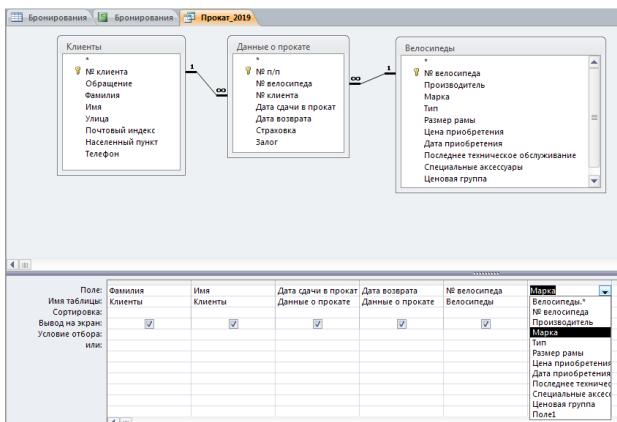 Бронирования Бронирования Прокат_2019
Клиенты
*
№ клиента
Обращение
Фамилия
Имя
Улица
Почтовый индекс
Населенный пункт
Телефон
1
∞
Данные о прокате
*
№ п/п
№ велосипеда
№ клиента
Дата сдачи в прокат
Дата возврата
Страховка
Залог
∞
1
Велосипеды
*
№ велосипеда
Производитель
Марка
Тип
Размер рамы
Цена приобретения
Дата приобретения
Последнее техническое обслуживание
Специальные аксессуары
Ценовая группа
Поле: Фамилия Имя Дата сдачи в прокат Дата возврата № велосипеда Марка
Имя таблицы: Клиенты Клиенты Данные о прокате Данные о прокате Велосипеды
Сортировка:
Вывод на экран:
Условие отбора:
или:
Велосипеды.*
№ велосипеда
Производитель
Марка
Тип
Размер рамы
Цена приобретения
Дата приобретения
Последнее техничес
Специальные аксесс
Ценовая группа
Поле1